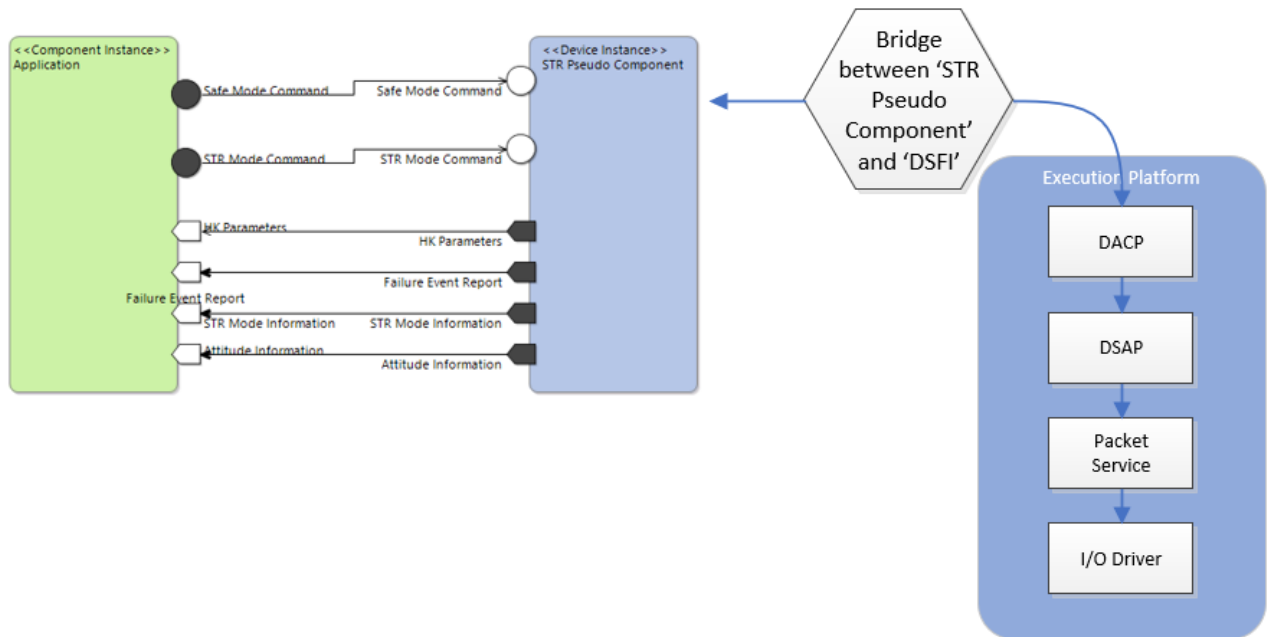 <<Component Instance>>
Application
Safe Mode Command
STR Mode Command
HK Parameters
Failure Event Report
STR Mode Information
Attitude Information
Safe Mode Command
STR Mode Command
HK Parameters
Failure Event Report
STR Mode Information
Attitude Information
<<Device Instance>>
STR Pseudo Component
Bridge
between ‘STR
Pseudo
Component’
and ‘DSFI’
Execution Platform
DACP
DSAP
Packet
Service
I/O Driver